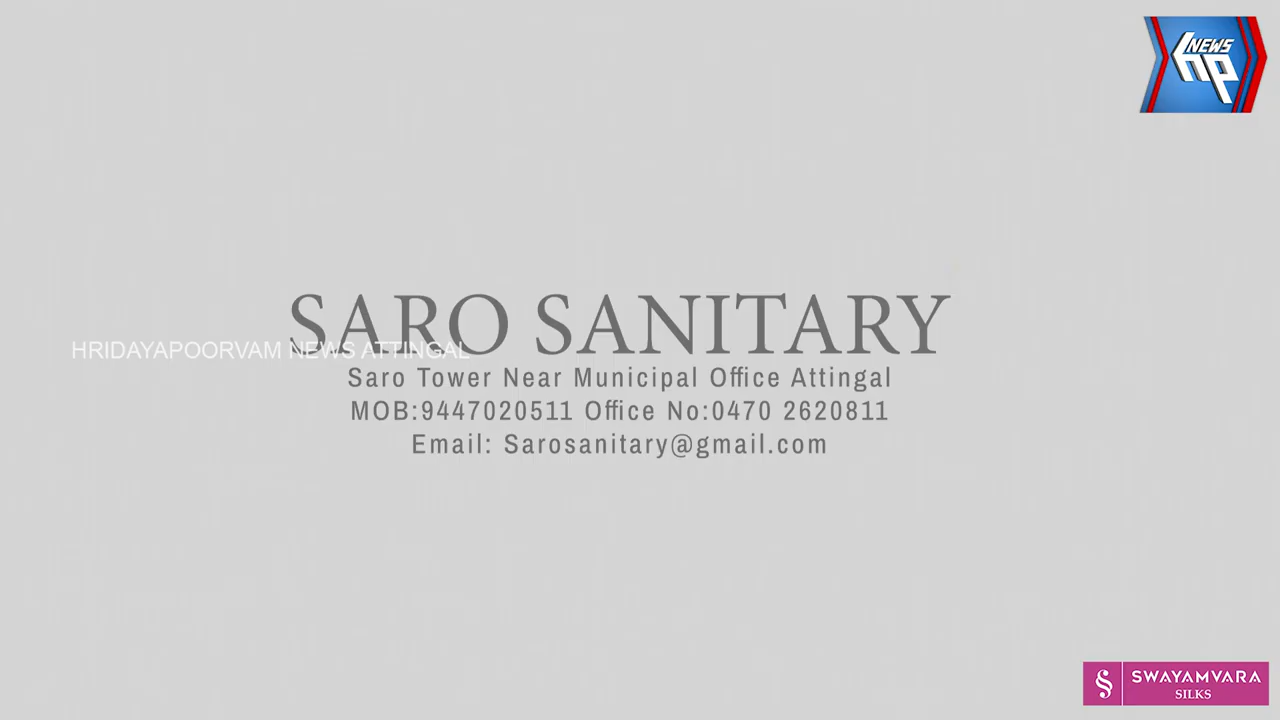 NEWS
hp
SARO SANITARY
HRIDAYAPOORVAM NEWS ATTINGAL
Saro Tower Near Municipal Office Attingal
MOB:9447020511 Office No:0470 2620811
Email: Sarosanitary@gmail.com
SWAYAMVARA
SILKS